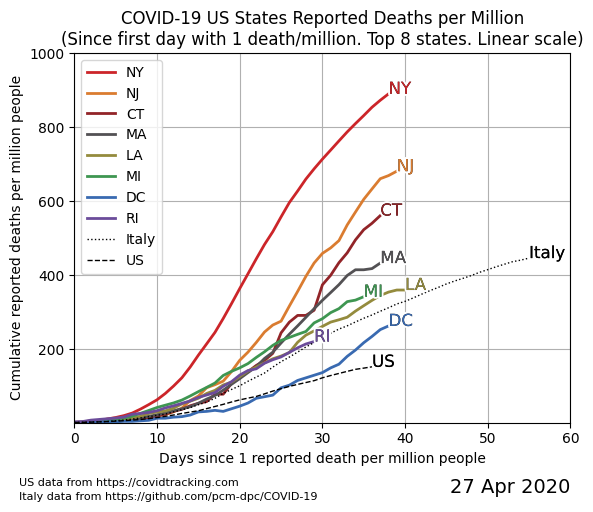 COVID-19 US States Reported Deaths per Million
(Since first day with 1 death/million. Top 8 states. Linear scale)
Cumulative reported deaths per million people
1000
800
600
400
200
NY
NJ
CT
MA
LA
MI
DC
RI
Italy
US
NY
NJ
CT
Italy
MA
LA
MI
DC
RI
US
0
10
20
30
40
50
60
Days since 1 reported death per million people
US data from https://covidtracking.com
Italy data from https://github.com/pcm-dpc/COVID-19
27 Apr 2020